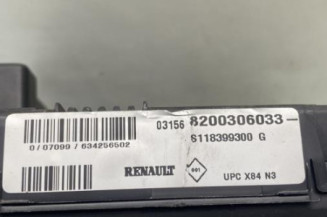 03156 8200306033-
S118399300 G
0/07099/634256502
RENAULT
UPC X84 N3